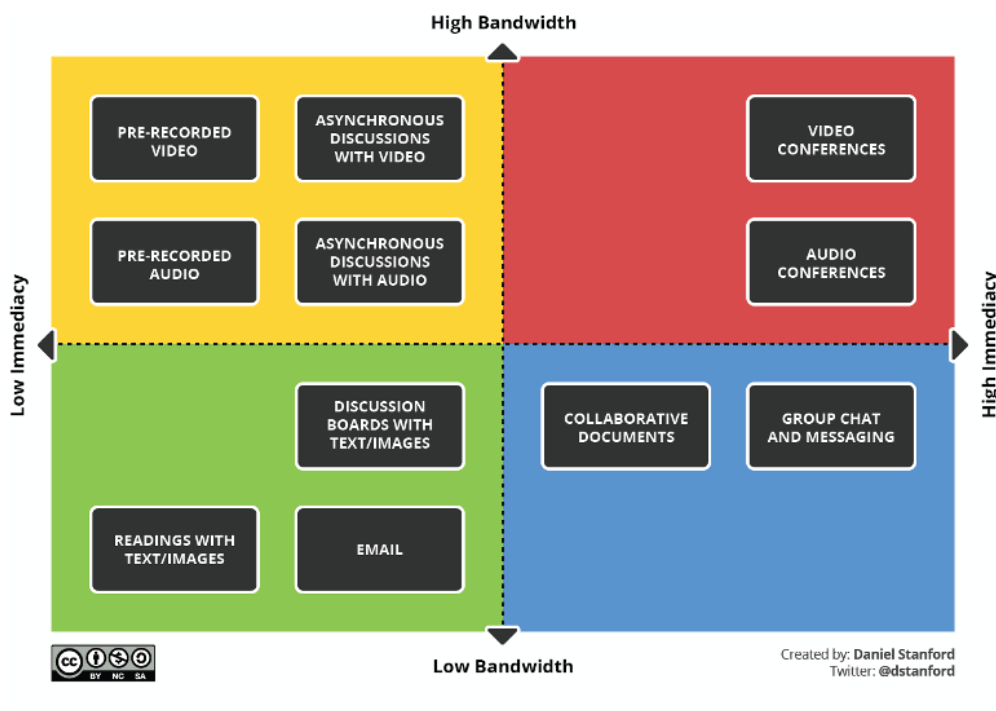 High Bandwidth
PRE-RECORDED
VIDEO
ASYNCHRONOUS
DISCUSSIONS
WITH VIDEO
VIDEO
CONFERENCES
PRE-RECORDED
AUDIO
ASYNCHRONOUS
DISCUSSIONS
WITH AUDIO
AUDIO
CONFERENCES
Low Immediacy
High Immediacy
DISCUSSION
BOARDS WITH
TEXT/IMAGES
COLLABORATIVE
DOCUMENTS
GROUP CHAT
AND MESSAGING
READINGS WITH
TEXT/IMAGES
EMAIL
cc
BY NC SA
Low Bandwidth
Created by: Daniel Stanford
Twitter: @dstanford